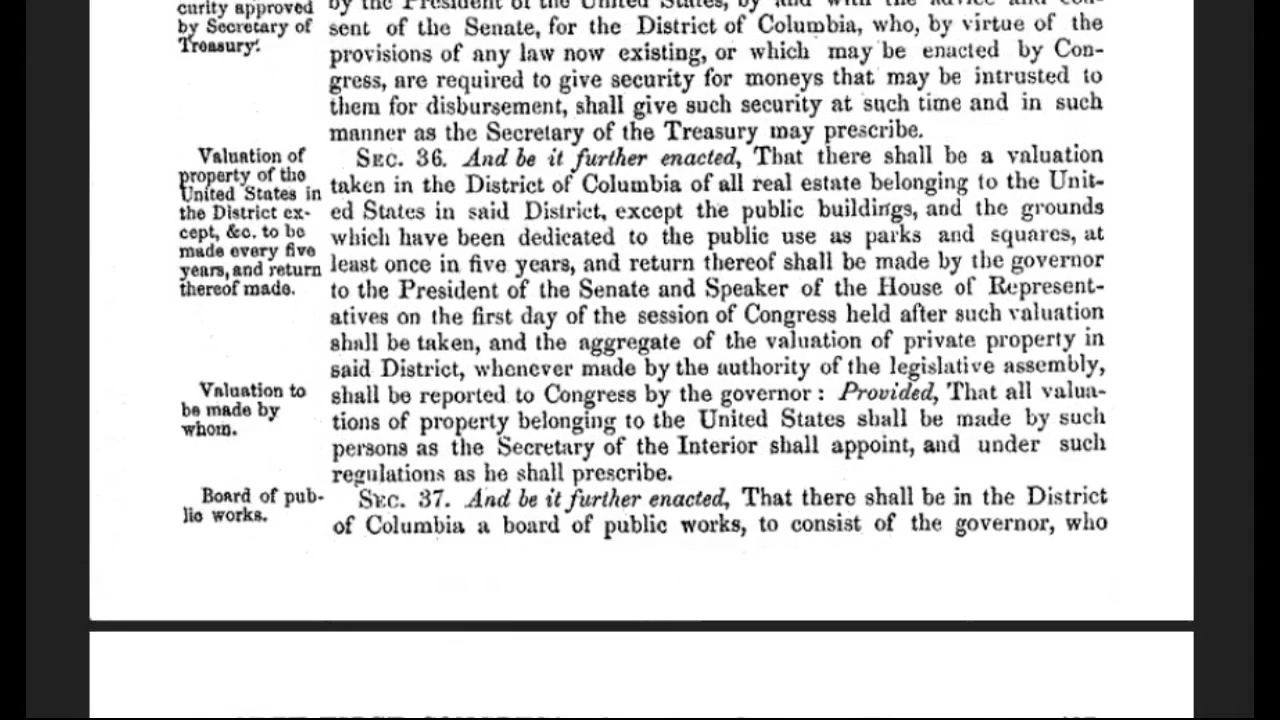 curity approved
by Secretary of
Treasury.
by the President of the United States, by and with the advice and con-
sent of the Senate, for the District of Columbia, who, by virtue of the
provisions of any law now existing, or which may be enacted by Con-
gress, are required to give security for moneys that may be intrusted to
them for disbursement, shall give such security at such time and in such
manner as the Secretary of the Treasury may prescribe.
Valuation of
property of the
United States in
the District ex-
cept, &c. to be
made every five
years, and return
thereof made.
SEC. 36. And be it further enacted, That there shall be a valuation
taken in the District of Columbia of all real estate belonging to the Unit-
ed States in said District, except the public buildings, and the grounds
which have been dedicated to the public use as parks and squares, at
least once in five years, and return thereof shall be made by the governor
to the President of the Senate and Speaker of the House of Represent-
atives on the first day of the session of Congress held after such valuation
shall be taken, and the aggregate of the valuation of private property in
said District, whenever made by the authority of the legislative assembly,
Valuation to
be made by
whom.
shall be reported to Congress by the governor: Provided, That all valua-
tions of property belonging to the United States shall be made by such
persons as the Secretary of the Interior shall appoint, and under such
regulations as he shall prescribe.
Board of pub-
lic works.
SEC. 37. And be it further enacted, That there shall be in the District
of Columbia a board of public works, to consist of the governor, who